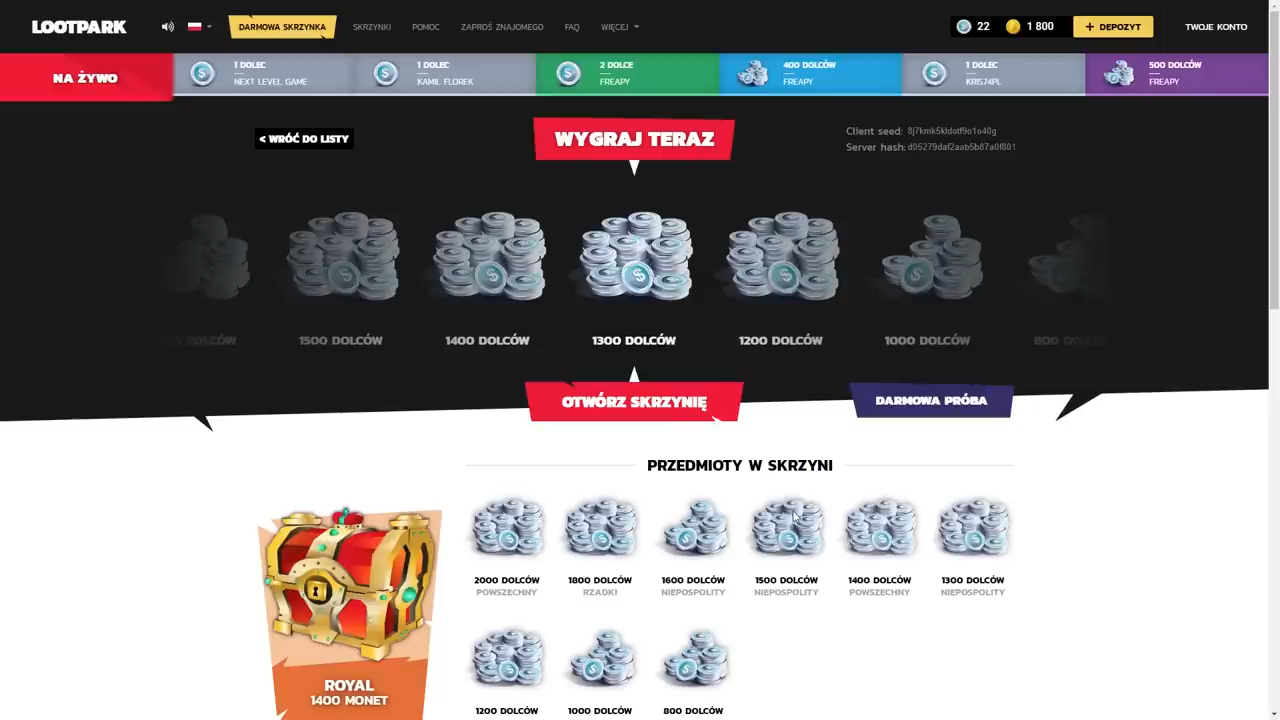 LOOTPARK
DARMOWA SKRZYNKA
SKRZYNKI
POMOC
ZAPROŚ ZNAJOMEGO
FAQ
WIĘCEJ
22
1 800
+ DEPOZYT
TWOJE KONTO
NA ŻYWO
1 DOLEC
NEXT LEVEL GAME
1 DOLEC
KAMIL FLOREK
2 DOLCE
FREAPY
400 DOLCÓW
FREAPY
1 DOLEC
KRIS74PL
500 DOLCÓW
FREAPY
< WRÓĆ DO LISTY
WYGRAJ TERAZ
Client seed:
Server hash: d05279daf2aab5b87a0f801
1500 DOLCÓW
1400 DOLCÓW
1300 DOLCÓW
1200 DOLCÓW
1000 DOLCÓW
800 DOLCÓW
OTWÓRZ SKRZYNIĘ
DARMOWA PRÓBA
PRZEDMIOTY W SKRZYNI
2000 DOLCÓW
POWSZECHNY
1800 DOLCÓW
RZADKI
1600 DOLCÓW
NIEPOSPOLITY
1500 DOLCÓW
NIEPOSPOLITY
1400 DOLCÓW
POWSZECHNY
1300 DOLCÓW
NIEPOSPOLITY
1200 DOLCÓW
1000 DOLCÓW
800 DOLCÓW
ROYAL
1400 MONET